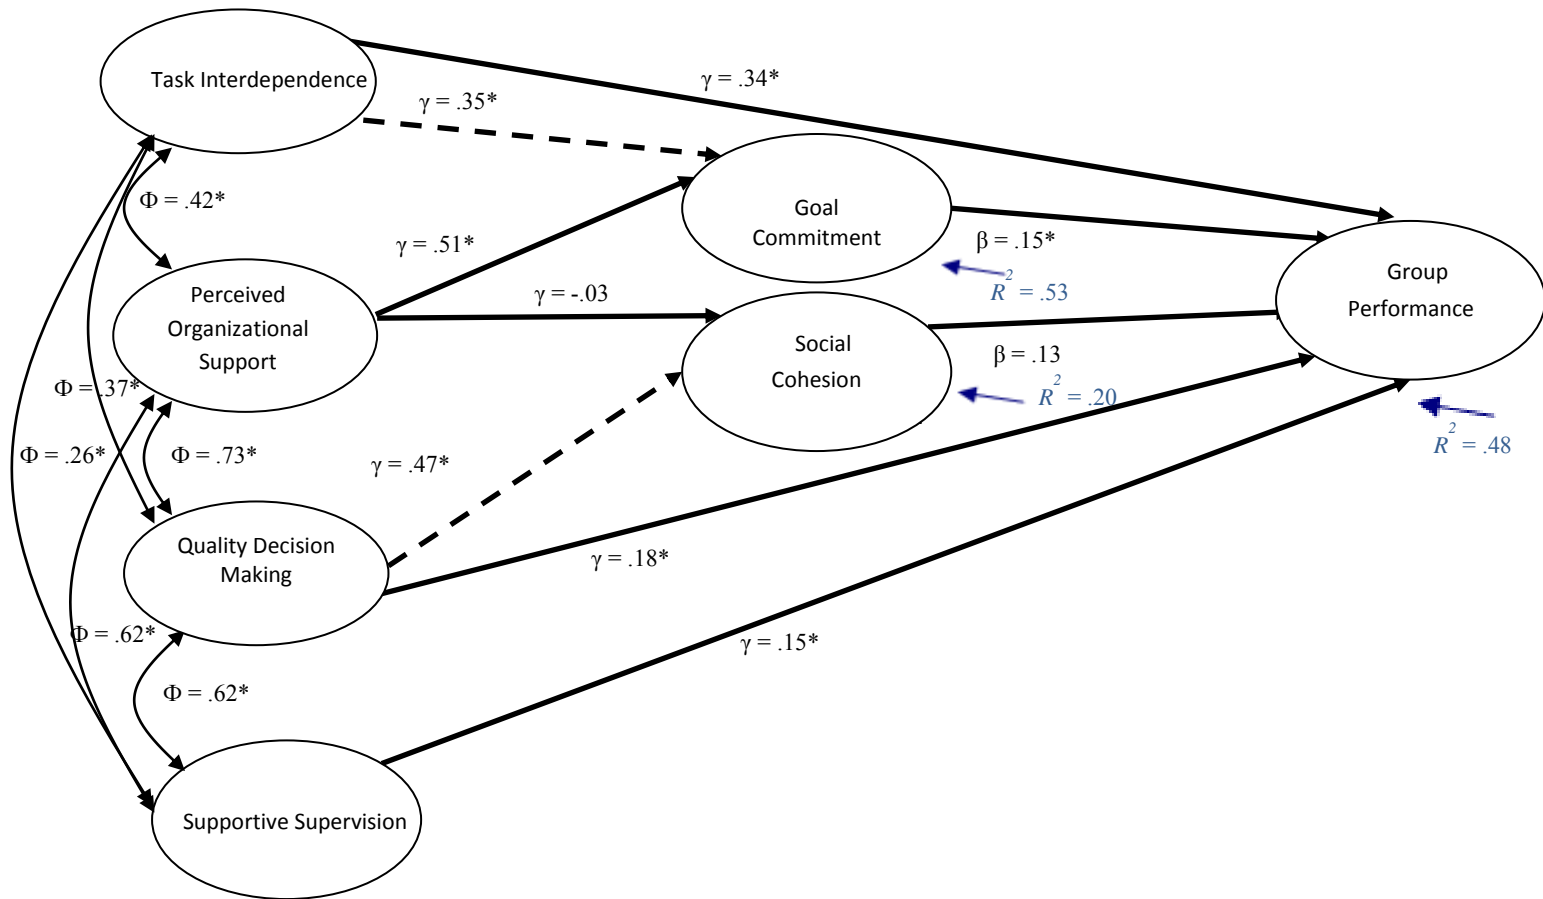 Task Interdependence
γ = .34*
γ = .35*
Φ = .42*
Goal
Commitment
γ = .51*
β = .15*
R² = .53
Group
Performance
Perceived
Organizational
Support
γ = -.03
Social
Cohesion
β = .13
R² = .20
Φ = .37*
Φ = .26*
Φ = .73*
γ = .47*
R² = .48
Quality Decision
Making
γ = .18*
Φ = .62*
γ = .15*
Φ = .62*
Supportive Supervision